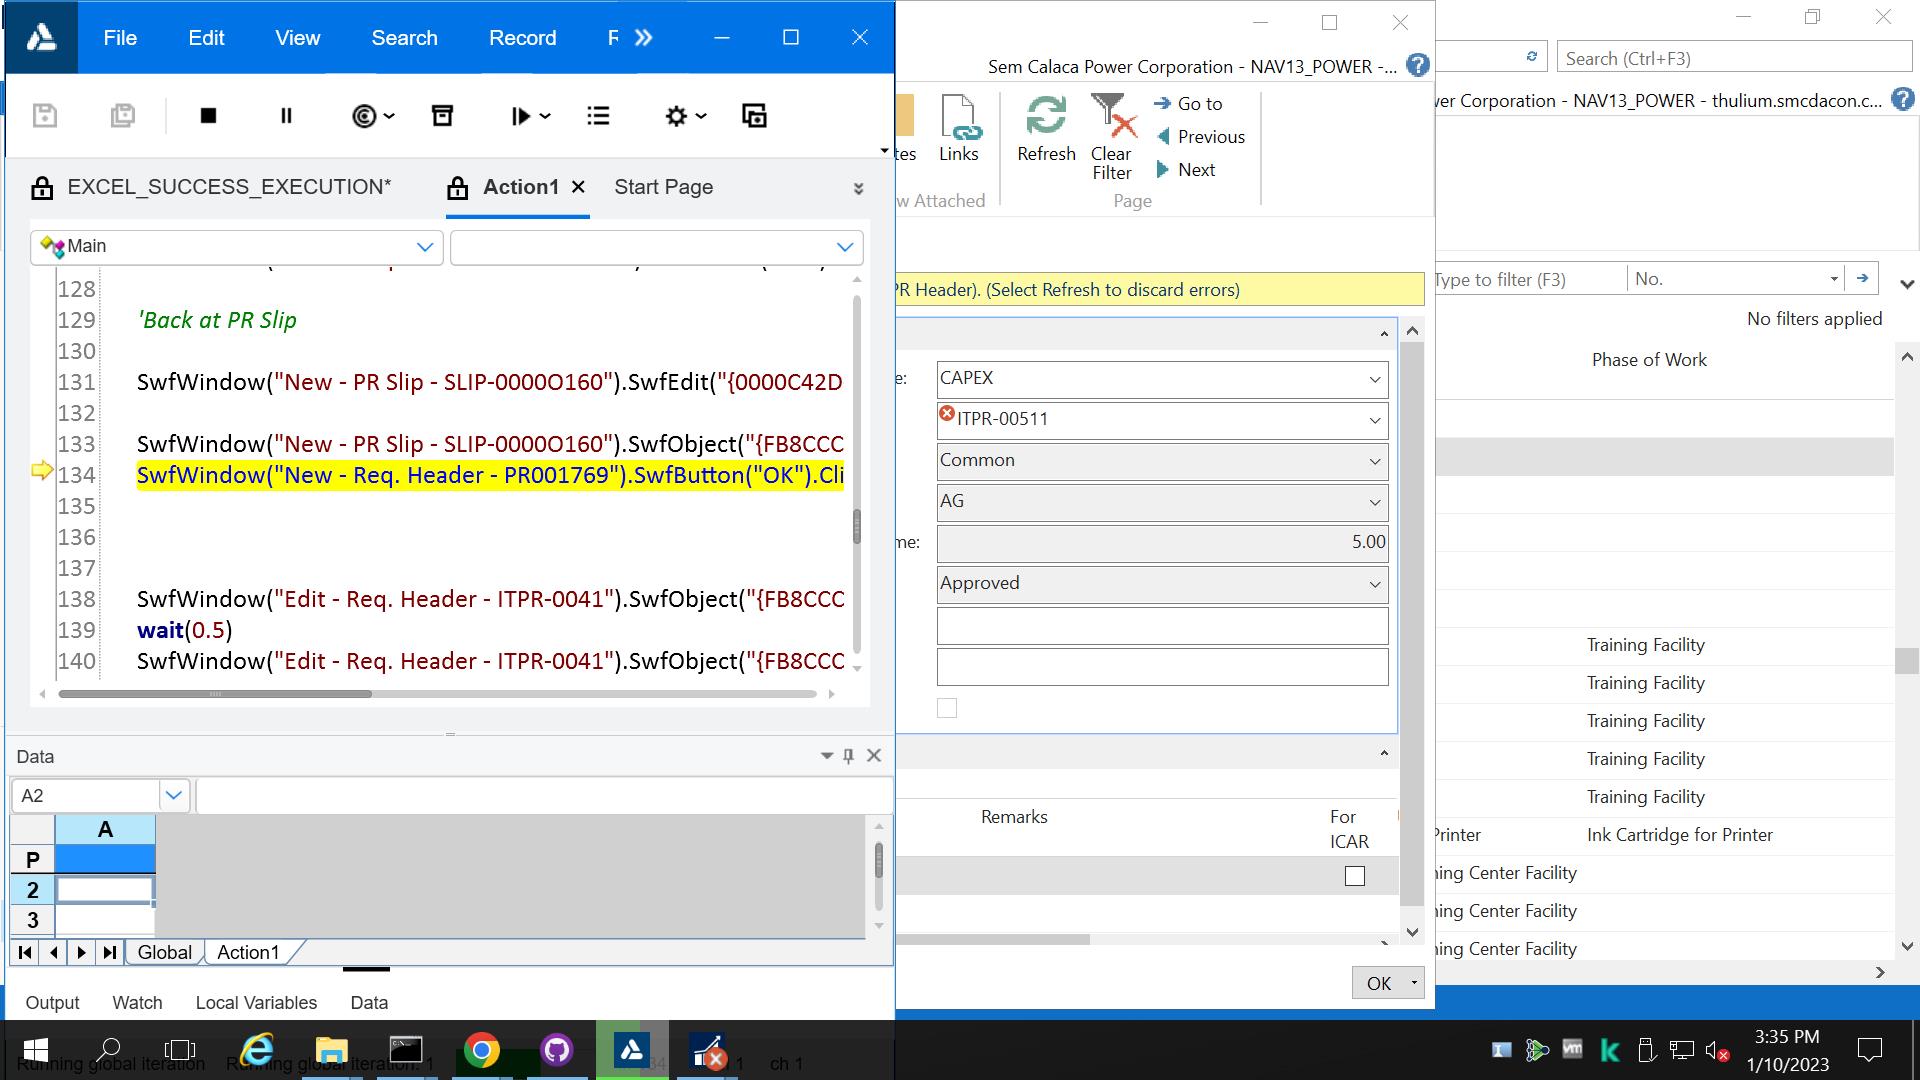 File Edit View Search Record
EXCEL_SUCCESS_EXECUTION* Action1 Start Page
Main
128
129 'Back at PR Slip
130
131 SwfWindow("New - PR Slip - SLIP-0000O160").SwfEdit("{0000C42D
132
133 SwfWindow("New - PR Slip - SLIP-0000O160").SwfObject("{FB8CCC
134 SwfWindow("New - Req. Header - PR001769").SwfButton("OK").Cli
135
136
137
138 SwfWindow("Edit - Req. Header - ITPR-0041").SwfObject("{FB8CCC
139 wait(0.5)
140 SwfWindow("Edit - Req. Header - ITPR-0041").SwfObject("{FB8CCC
Data
A2
A
P
2
3
Global Action1
Output Watch Local Variables Data
Sem Calaca Power Corporation - NAV13_POWER -...
Links
Refresh
Clear Filter
Go to
Previous
Next
w Attached
Page
PR Header). (Select Refresh to discard errors)
CAPEX
ITPR-00511
Common
AG
me: 5.00
Approved
Remarks
For
ICAR
OK
Search (Ctrl+F3)
er Corporation - NAV13_POWER - thulium.smcdacon.c...
Type to filter (F3) No.
No filters applied
Phase of Work
Training Facility
Training Facility
Training Facility
Training Facility
Training Facility
Printer Ink Cartridge for Printer
ning Center Facility
ning Center Facility
ning Center Facility
Running global iteration Running global iteration: 1 ch 1
3:35 PM
1/10/2023